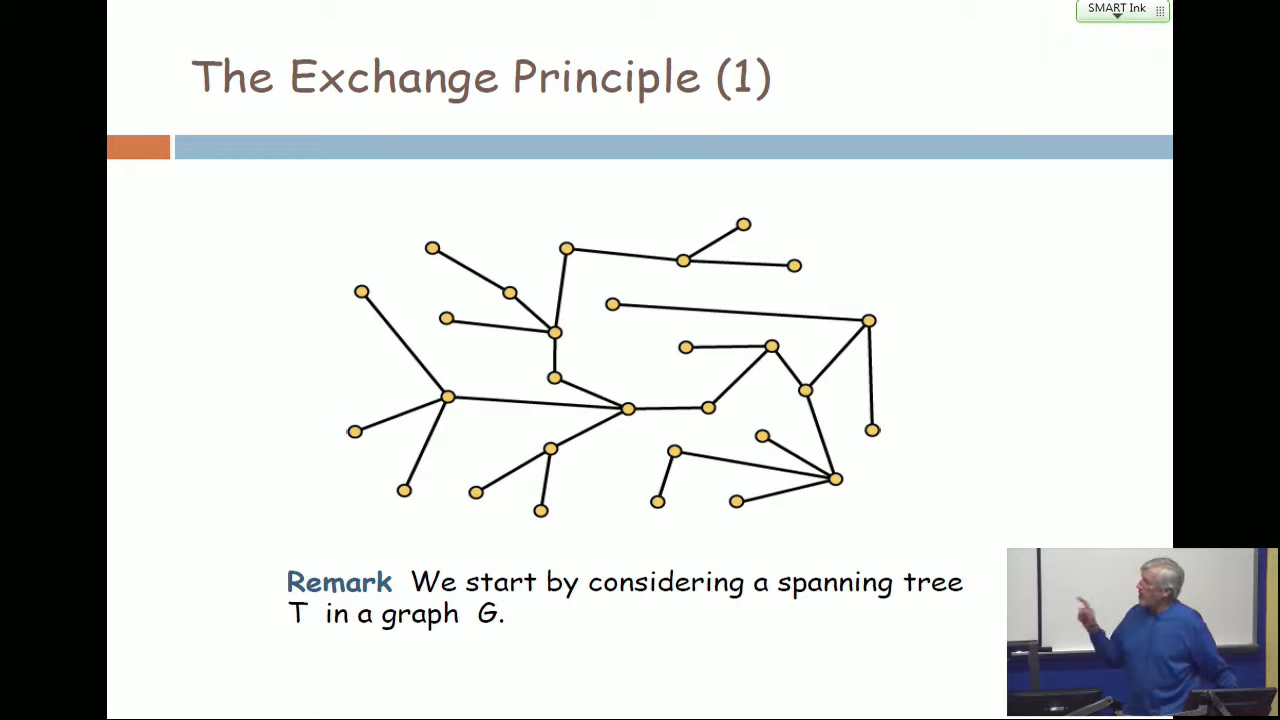 SMART Ink
The Exchange Principle (1)
Remark We start by considering a spanning tree
T in a graph G.